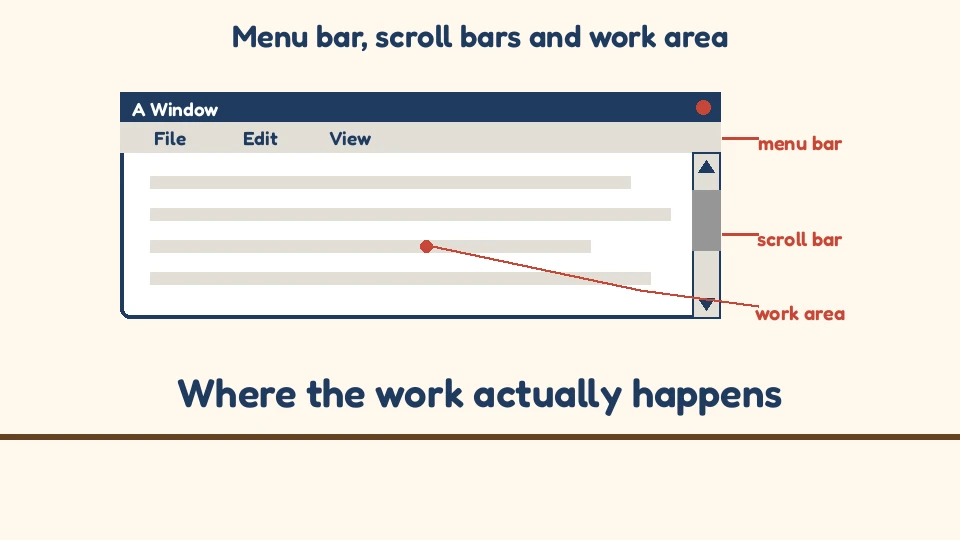 Menu bar, scroll bars and work area
A Window
File Edit View
menu bar
scroll bar
work area
Where the work actually happens